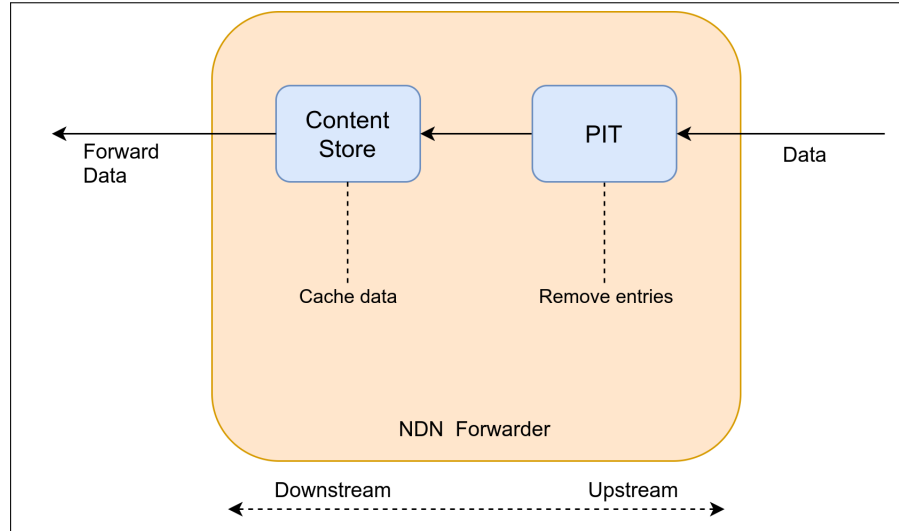 Content
Store
PIT
Forward
Data
Data
Cache data
Remove entries
NDN Forwarder
Downstream
Upstream